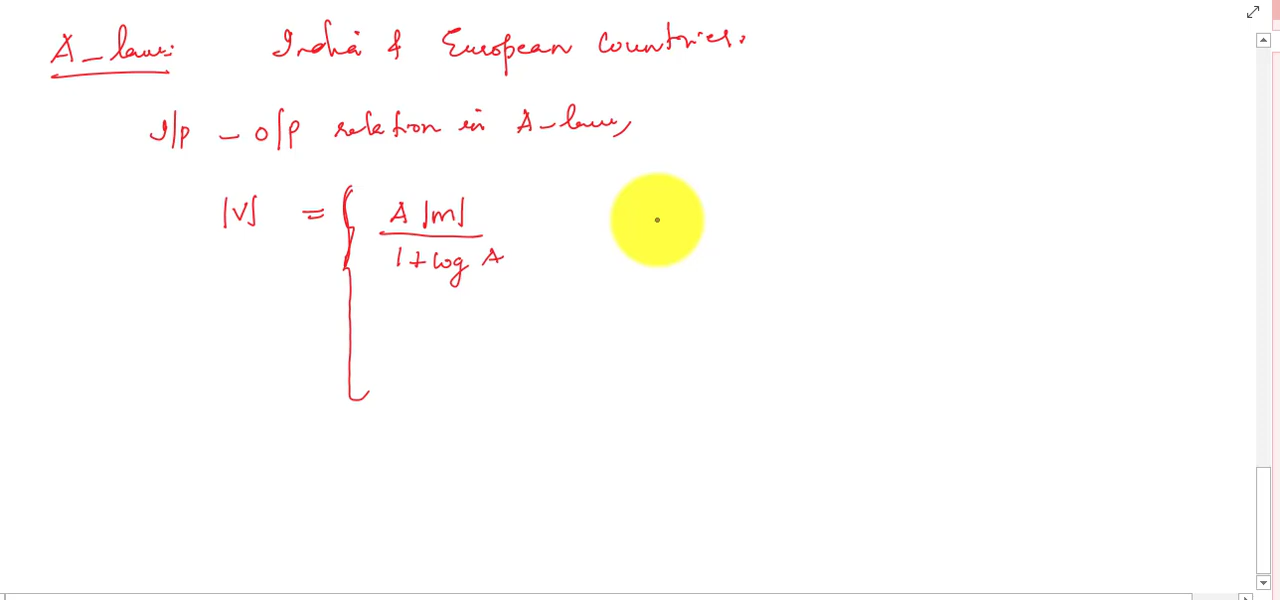 A-law: India & European Countries.
I/p - o/p relation in A-law,
|V| = { A |m|
1 + log A